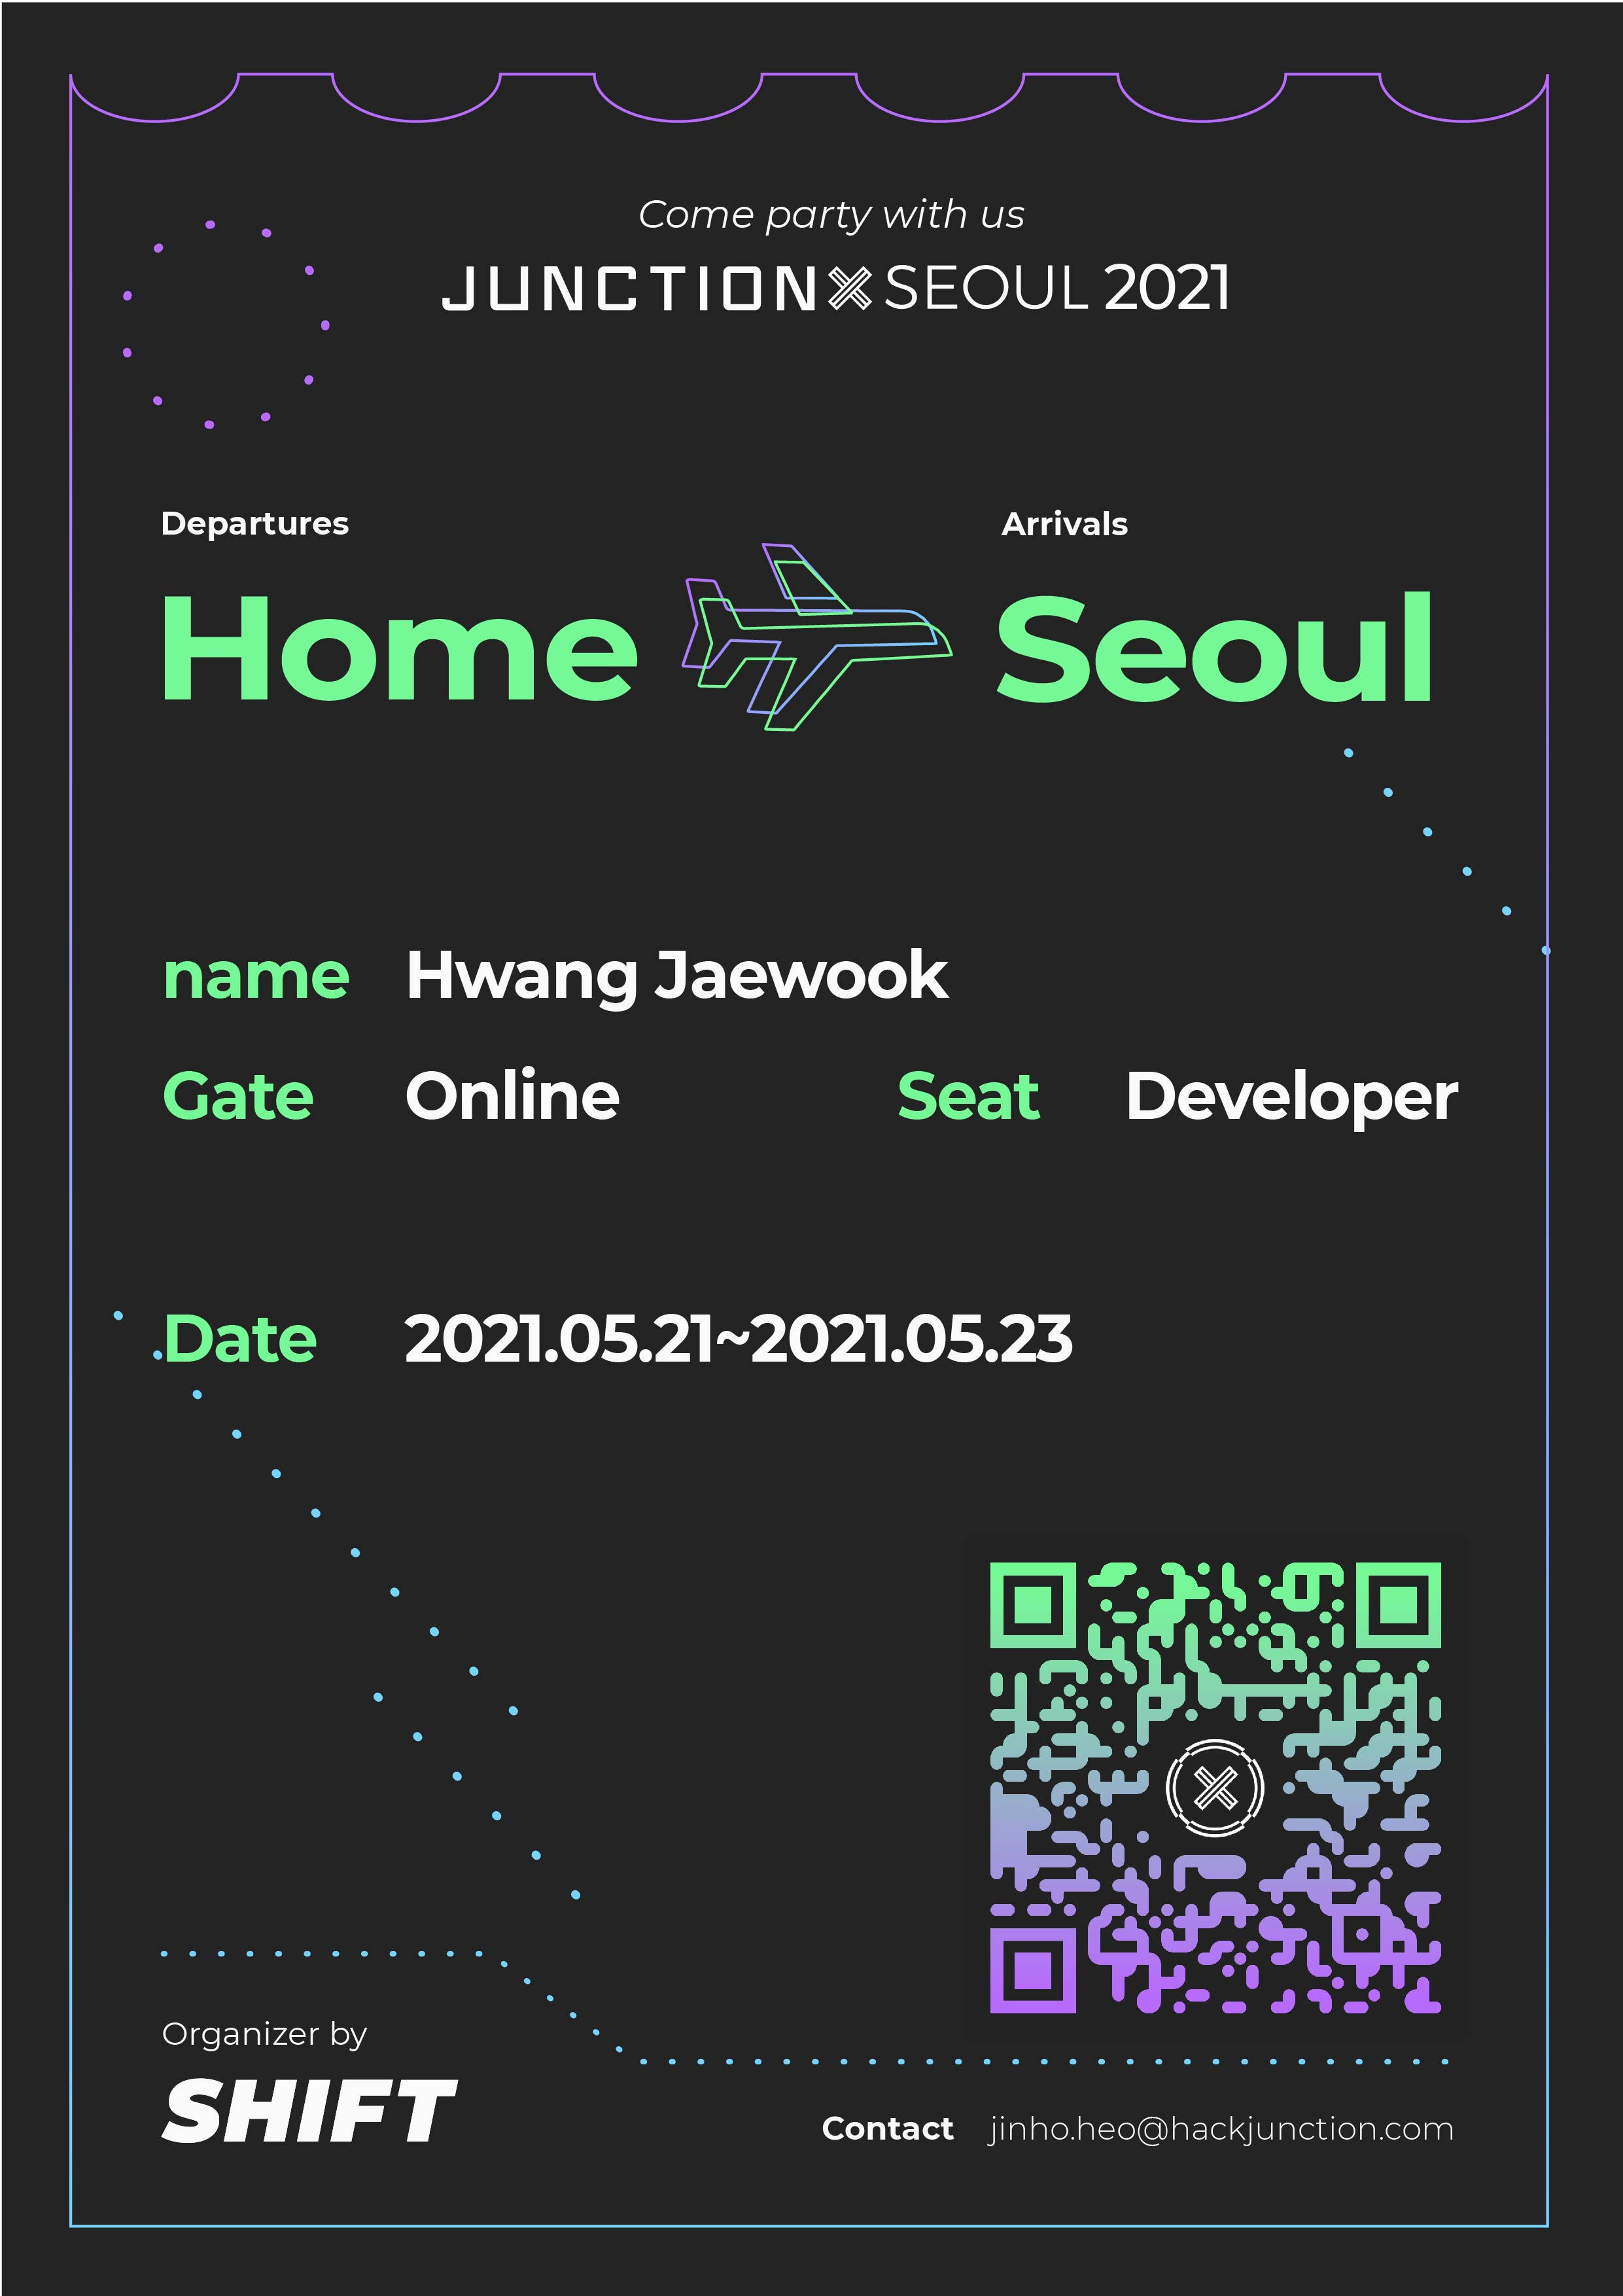 Come party with us
JUNCTION X SEOUL 2021
Departures
Arrivals
Home
Seoul
name Hwang Jaewook
Gate Online Seat Developer
Date 2021.05.21~2021.05.23
Organizer by
SHIFT
Contact jinho.heo@hackjunction.com